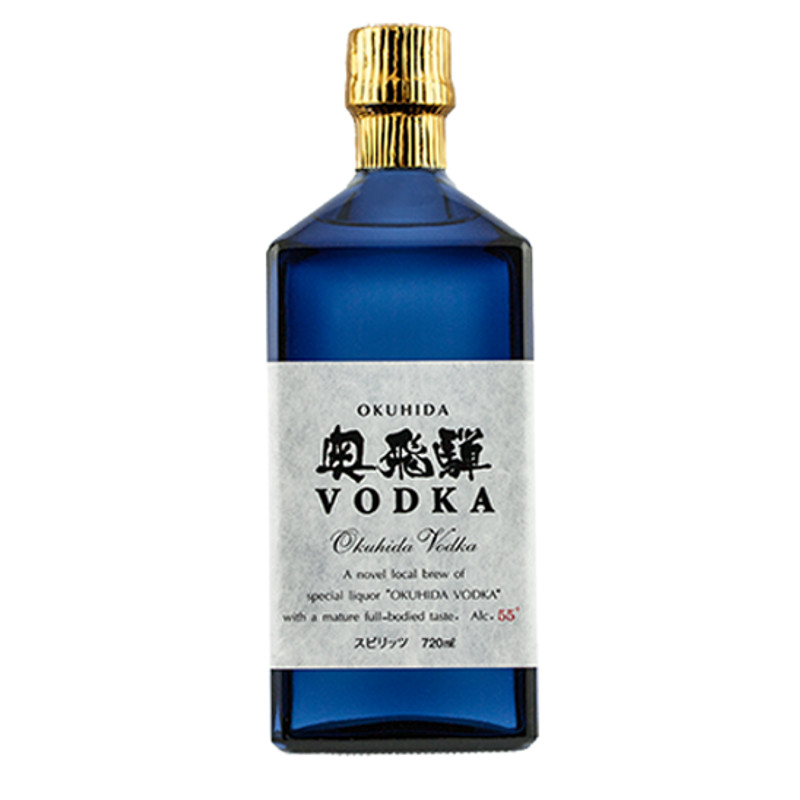 OKUHIDA
奥飛騨
VODKA
Okuhida Vodka
A novel local brew of
special liquor "OKUHIDA VODKA"
with a mature full-bodied taste. Alc. 55°
スピリッツ 720㎖